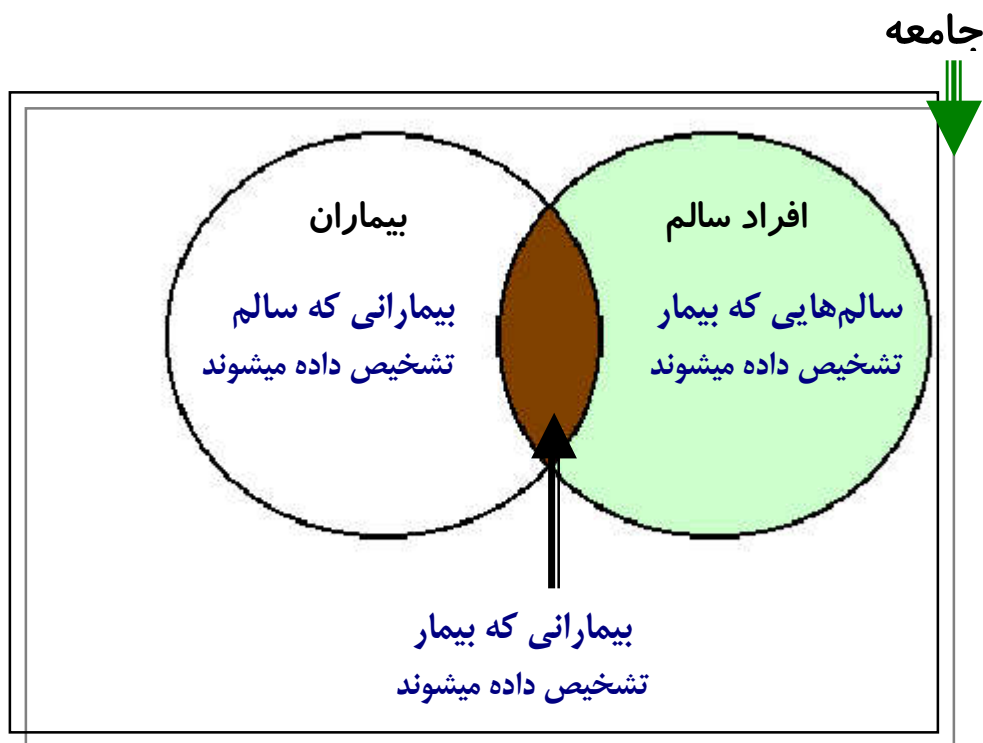 جامعه
افراد سالم
سالم‌هایی که بیمار
تشخیص داده میشوند
بیماران
بیمارانی که سالم
تشخیص داده میشوند
بیمارانی که بیمار
تشخیص داده میشوند